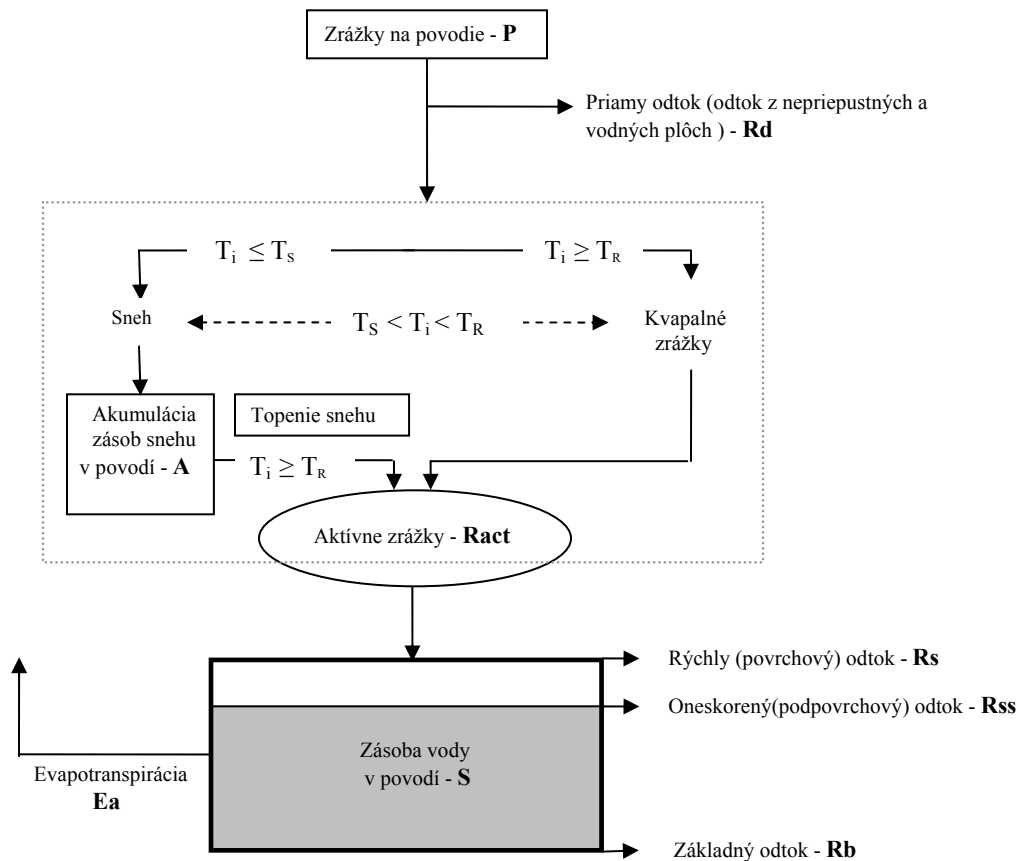 Zrážky na povodie - P
Priamy odtok (odtok z nepriepustných a
vodných plôch ) - Rd
Ti ≤ TS
Ti ≥ TR
Sneh
TS < Ti < TR
Kvapalné
zrážky
Akumulácia
zásob snehu
v povodí - A
Topenie snehu
Ti ≥ TR
Aktívne zrážky - Ract
Rýchly (povrchový) odtok - Rs
Oneskorený(podpovrchový) odtok - Rss
Zásoba vody
v povodí - S
Evapotranspirácia
Ea
Základný odtok - Rb